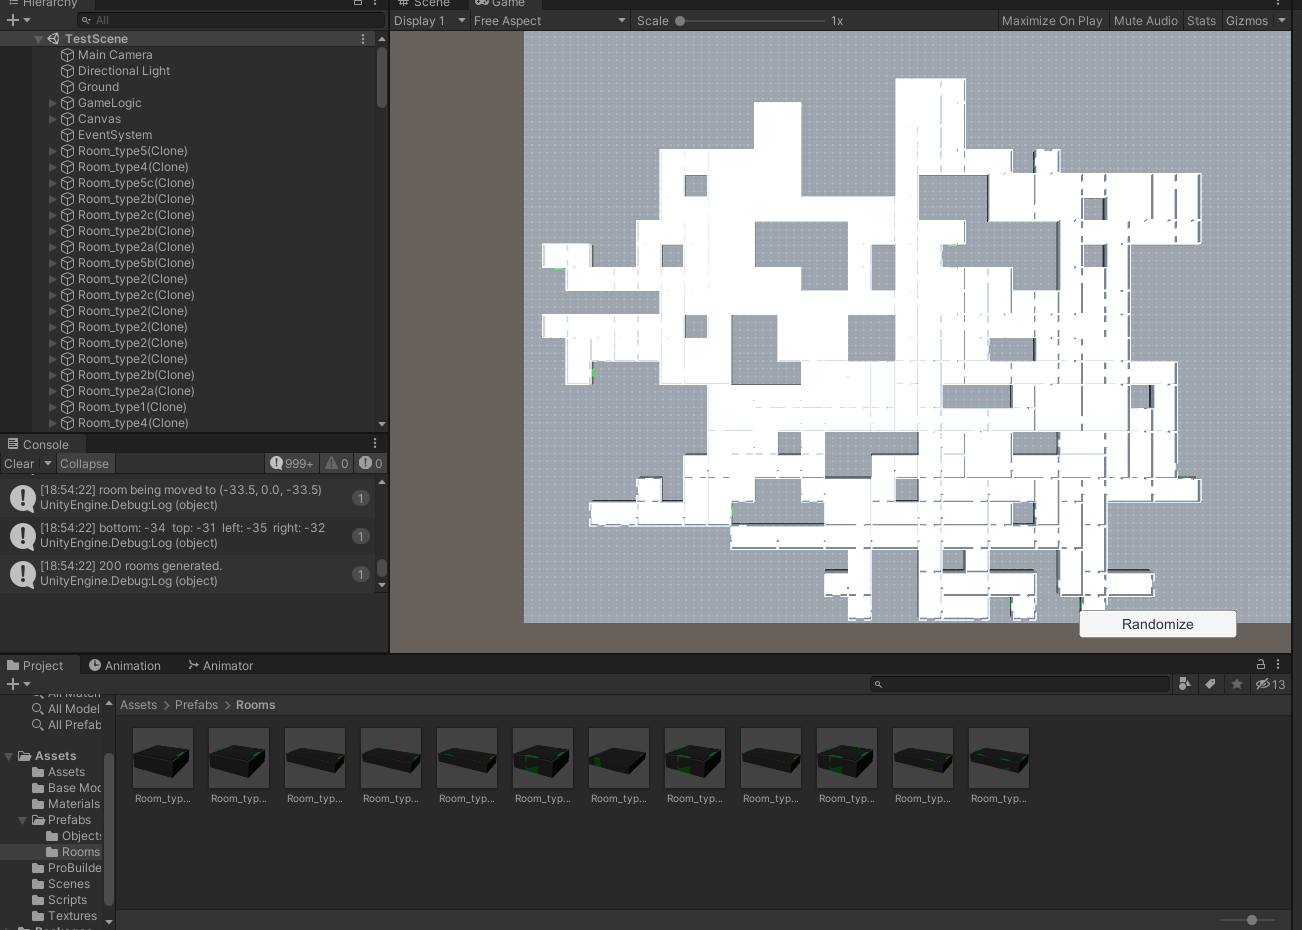 Hierarchy
All
TestScene
Main Camera
Directional Light
Ground
GameLogic
Canvas
EventSystem
Room_type5(Clone)
Room_type4(Clone)
Room_type5c(Clone)
Room_type2b(Clone)
Room_type2c(Clone)
Room_type2b(Clone)
Room_type2a(Clone)
Room_type5b(Clone)
Room_type2(Clone)
Room_type2c(Clone)
Room_type2(Clone)
Room_type2(Clone)
Room_type2(Clone)
Room_type2(Clone)
Room_type2b(Clone)
Room_type2a(Clone)
Room_type1(Clone)
Room_type4(Clone)
Scene Game
Display 1 Free Aspect Scale 1x Maximize On Play Mute Audio Stats Gizmos
Randomize
Console
Clear Collapse 999+ 0 0
[18:54:22] room being moved to (-33.5, 0.0, -33.5)
UnityEngine.Debug:Log (object)
1
[18:54:22] bottom: -34 top: -31 left: -35 right: -32
UnityEngine.Debug:Log (object)
1
[18:54:22] 200 rooms generated.
UnityEngine.Debug:Log (object)
1
Project Animation Animator
13
All Materi
All Model
All Prefab
Assets
Assets
Base Mod
Materials
Prefabs
Objects
Rooms
ProBuilde
Scenes
Scripts
Textures
Packages
Assets > Prefabs > Rooms
Room_typ... Room_typ... Room_typ... Room_typ... Room_typ... Room_typ... Room_typ... Room_typ... Room_typ... Room_typ... Room_typ... Room_typ...